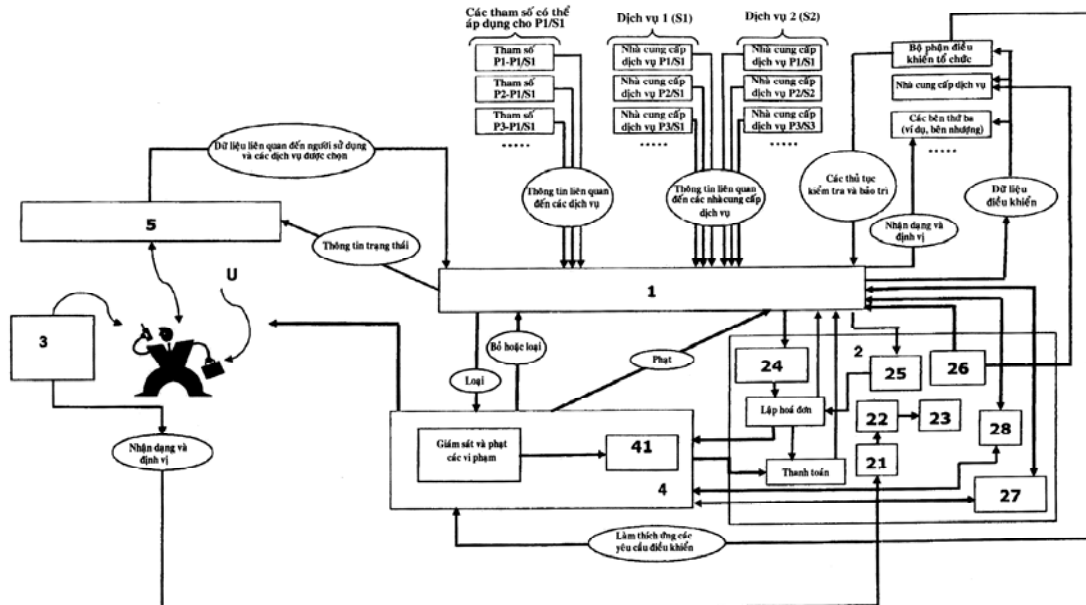 Các tham số có thể
áp dụng cho P1/S1
Dịch vụ 1 (S1)
Dịch vụ 2 (S2)
Tham số
P1-P1/S1
Tham số
P2-P1/S1
Tham số
P3-P1/S1
.....
Nhà cung cấp
dịch vụ P1/S1
Nhà cung cấp
dịch vụ P2/S1
Nhà cung cấp
dịch vụ P3/S1
.....
Nhà cung cấp
dịch vụ P1/S1
Nhà cung cấp
dịch vụ P2/S2
Nhà cung cấp
dịch vụ P3/S3
.....
Bộ phận điều
khiển tổ chức
Nhà cung cấp dịch vụ
Các bên thứ ba
(ví dụ, bên nhượng)
.....
Dữ liệu liên quan đến người sử dụng
và các dịch vụ được chọn
Thông tin liên quan
đến các dịch vụ
Thông tin liên quan
đến các nhà cung cấp
dịch vụ
Các thủ tục
kiểm tra và bảo trì
Dữ liệu
điều khiển
Nhận dạng và
định vị
5
Thông tin trạng thái
U
1
3
Loại
Bỏ hoặc loại
Phạt
2
24
25
26
Lập hoá đơn
22
23
28
Giám sát và phạt
các vi phạm
41
4
Thanh toán
21
27
Nhận dạng và
định vị
Làm thích ứng các
yêu cầu điều khiển